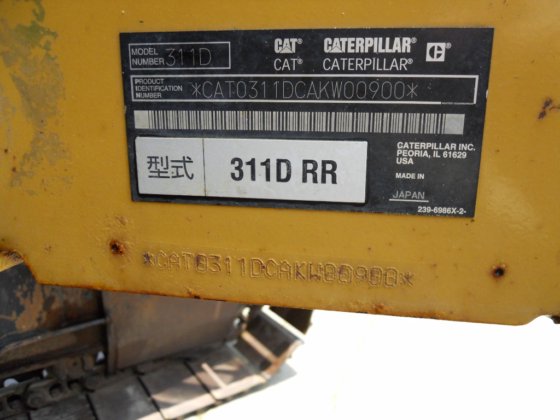 MODEL NUMBER 311D
CAT® CATERPILLAR® C
CAT® CATERPILLAR®
PRODUCT IDENTIFICATION NUMBER *CAT0311DCAKW00900*
型式 311D RR
CATERPILLAR INC.
PEORIA, IL 61629
USA
MADE IN
JAPAN
239-6986X-2-
*CAT0311DCAKW00900*